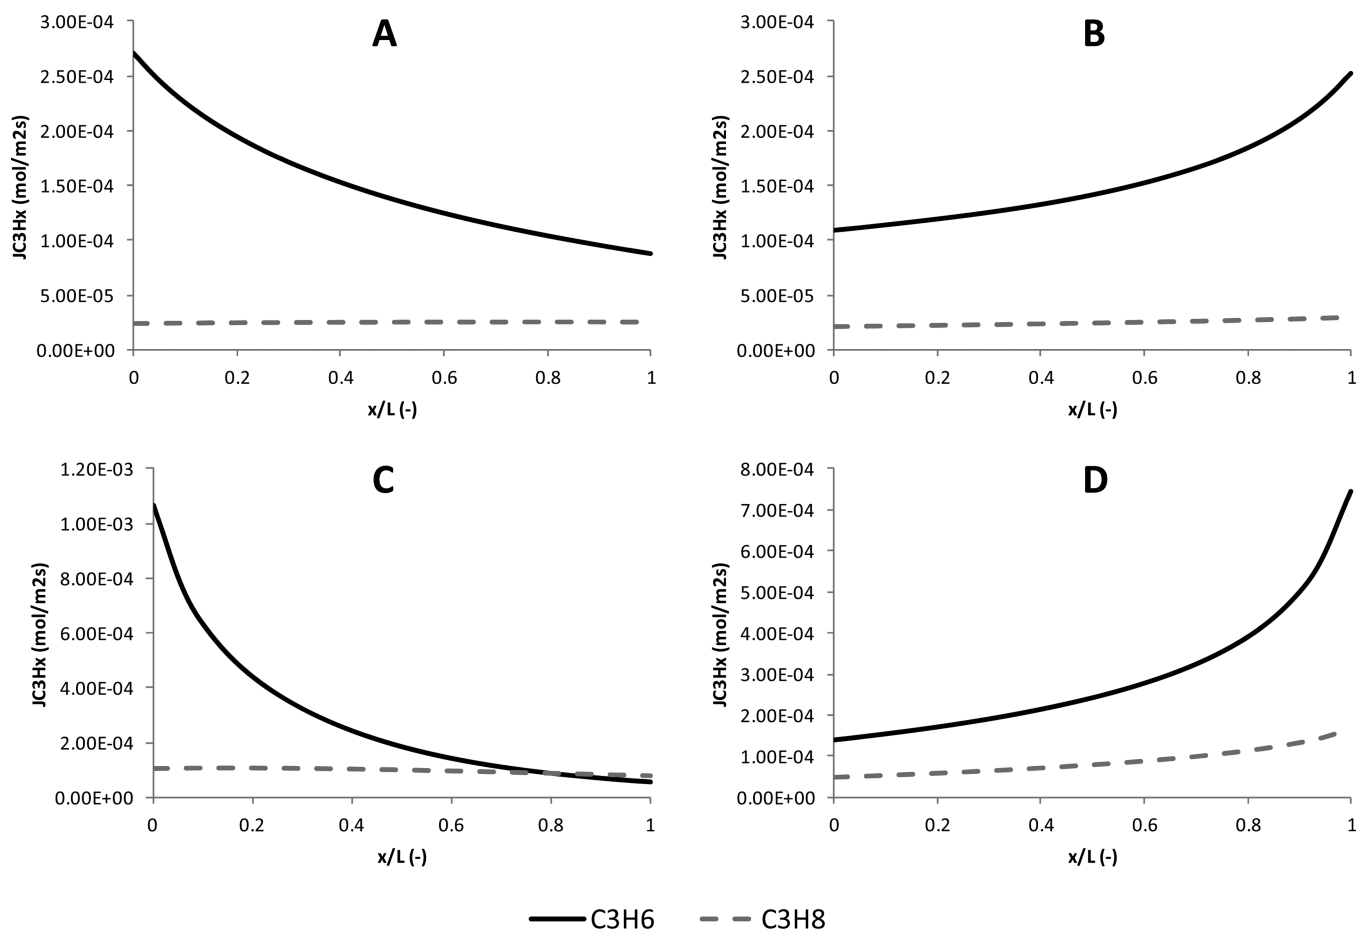 A
JC3Hx (mol/m2s)
3.00E-04
2.50E-04
2.00E-04
1.50E-04
1.00E-04
5.00E-05
0.00E+00
0 0.2 0.4 0.6 0.8 1
x/L (-)
B
JC3Hx (mol/m2s)
3.00E-04
2.50E-04
2.00E-04
1.50E-04
1.00E-04
5.00E-05
0.00E+00
0 0.2 0.4 0.6 0.8 1
x/L (-)
C
JC3Hx (mol/m2s)
1.20E-03
1.00E-03
8.00E-04
6.00E-04
4.00E-04
2.00E-04
0.00E+00
0 0.2 0.4 0.6 0.8 1
x/L (-)
D
JC3Hx (mol/m2s)
8.00E-04
7.00E-04
6.00E-04
5.00E-04
4.00E-04
3.00E-04
2.00E-04
1.00E-04
0.00E+00
0 0.2 0.4 0.6 0.8 1
x/L (-)
C3H6 C3H8